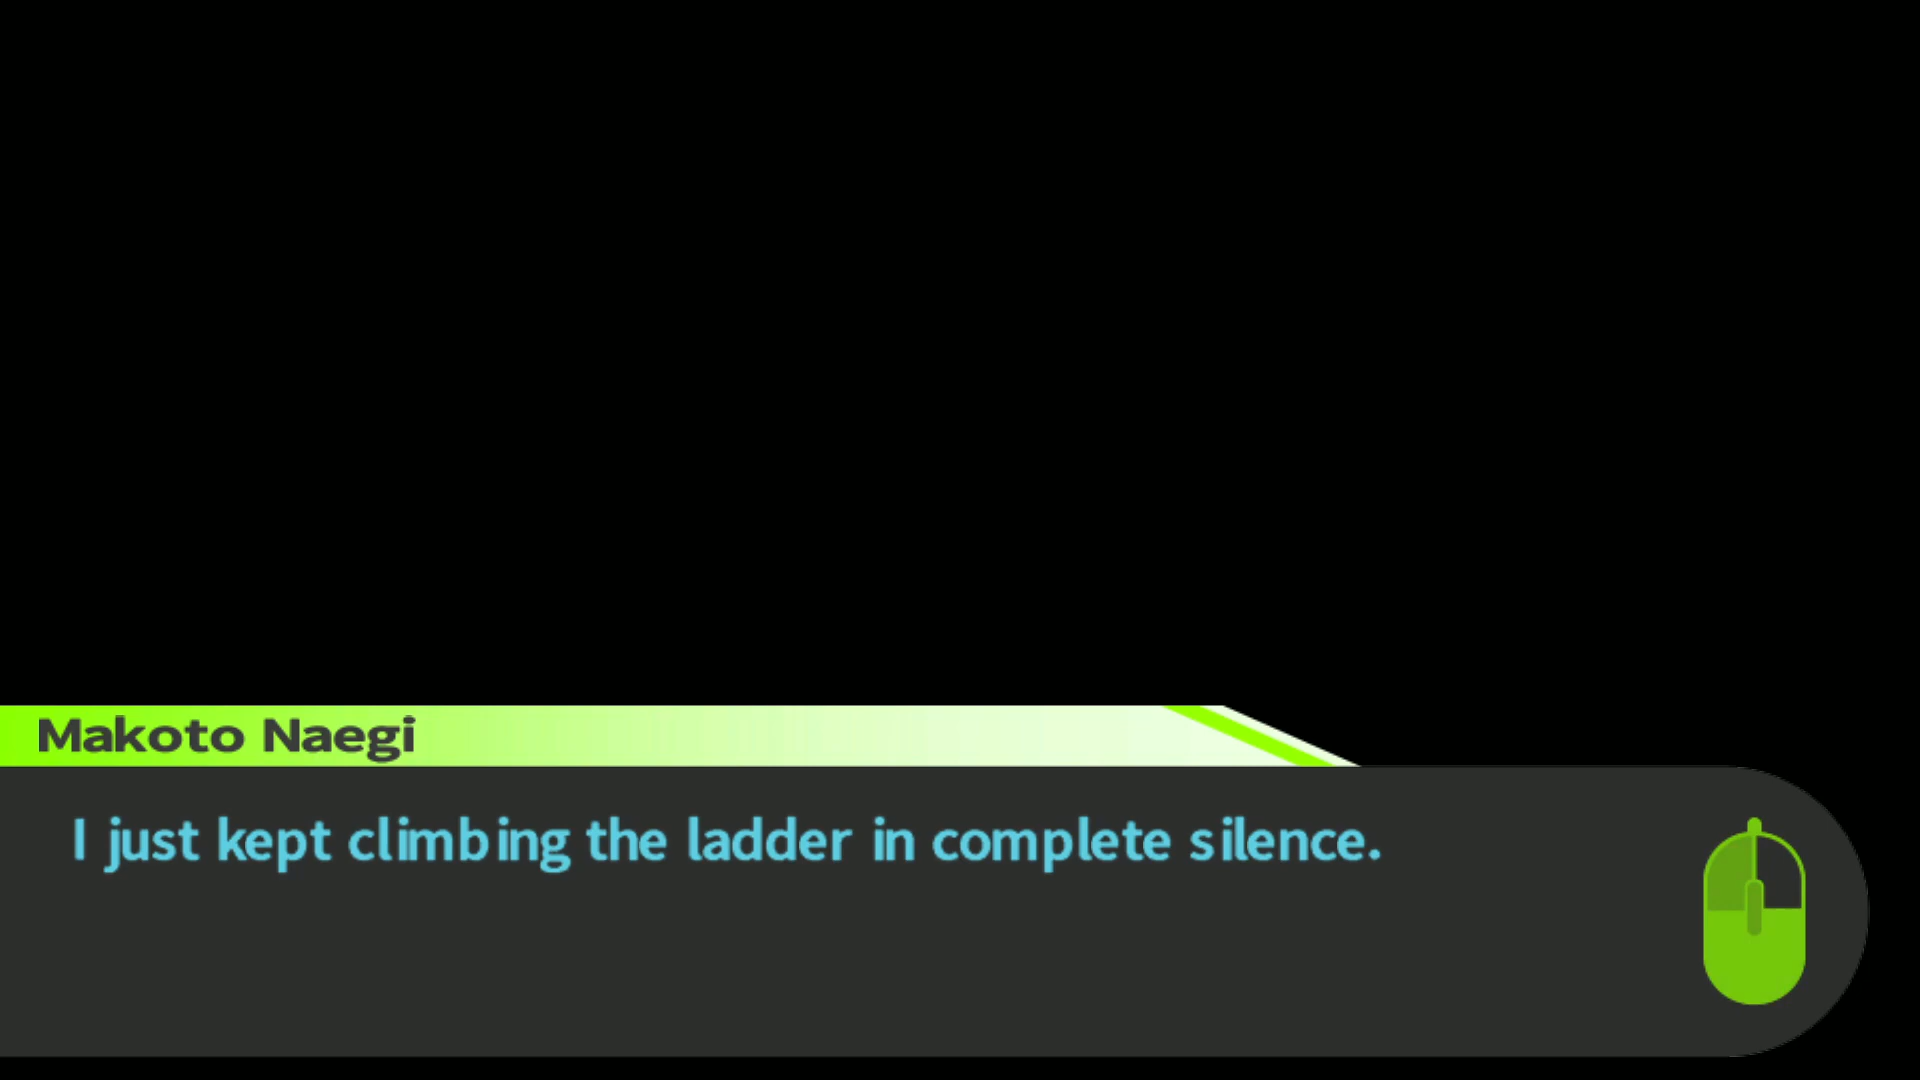 Makoto Naegi
I just kept climbing the ladder in complete silence.